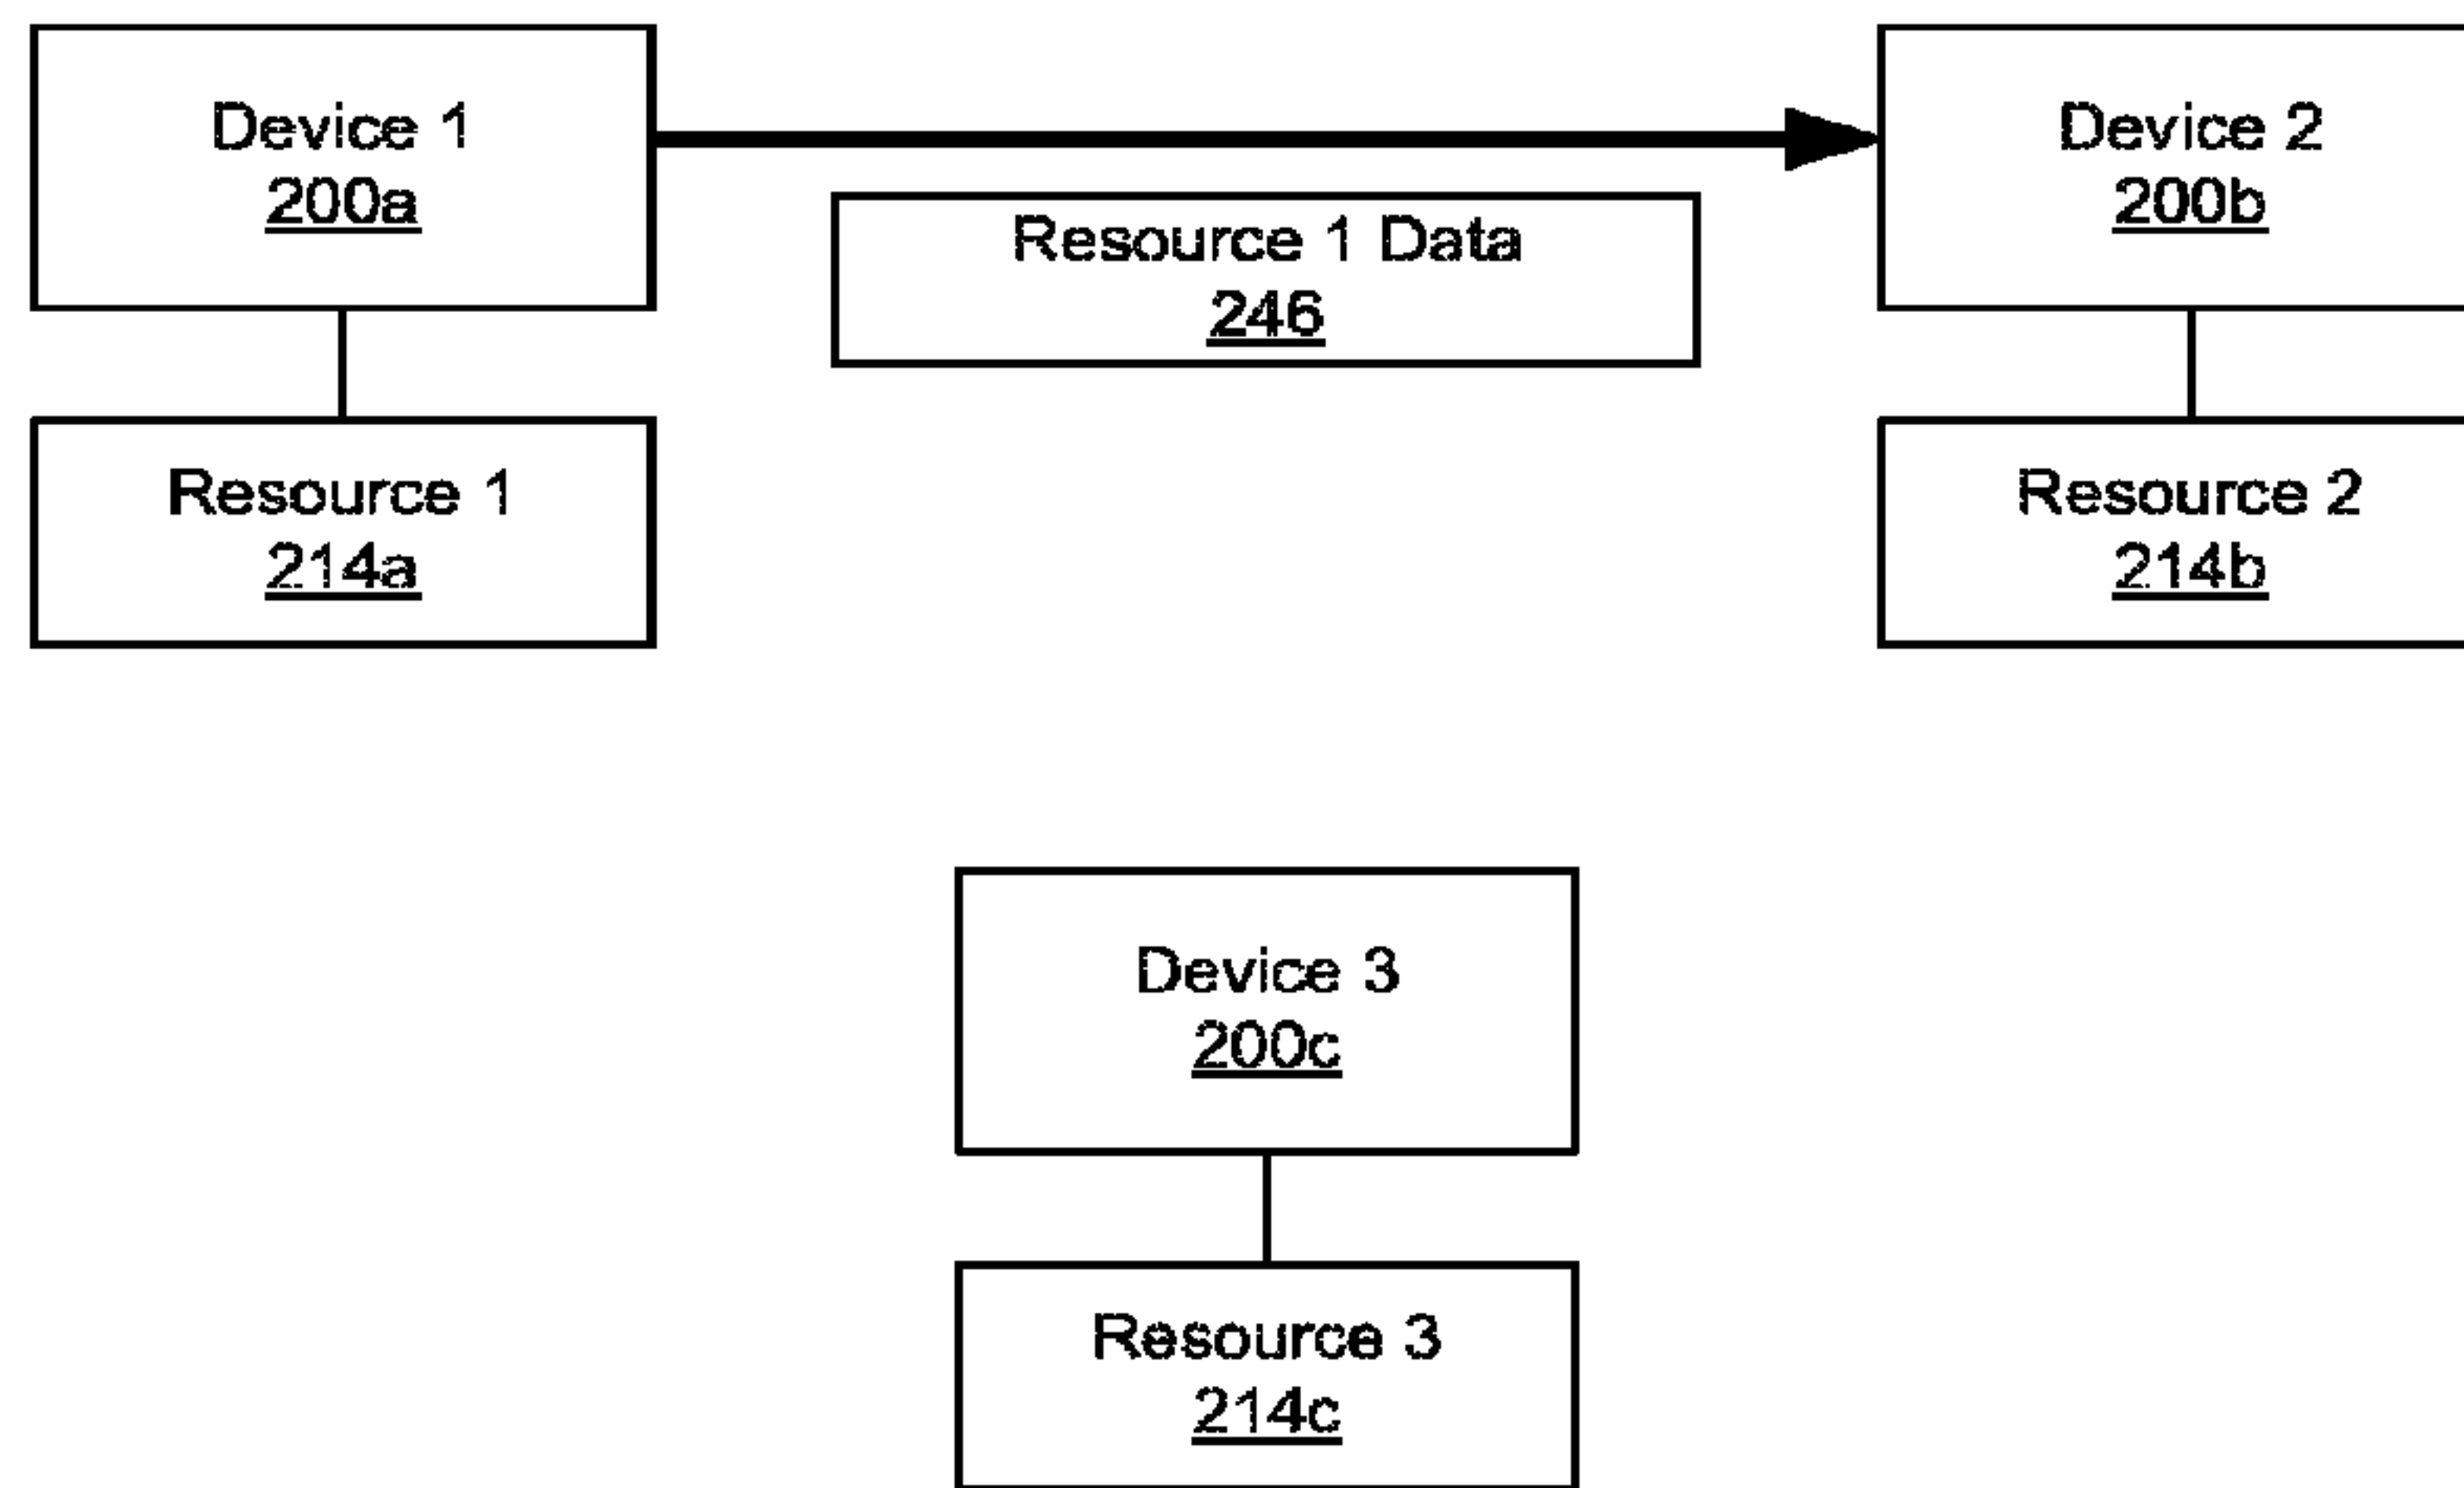 Device 1
200a
Device 2
200b
Resource 1 Data
246
Resource 1
214a
Resource 2
214b
Device 3
200c
Resource 3
214c